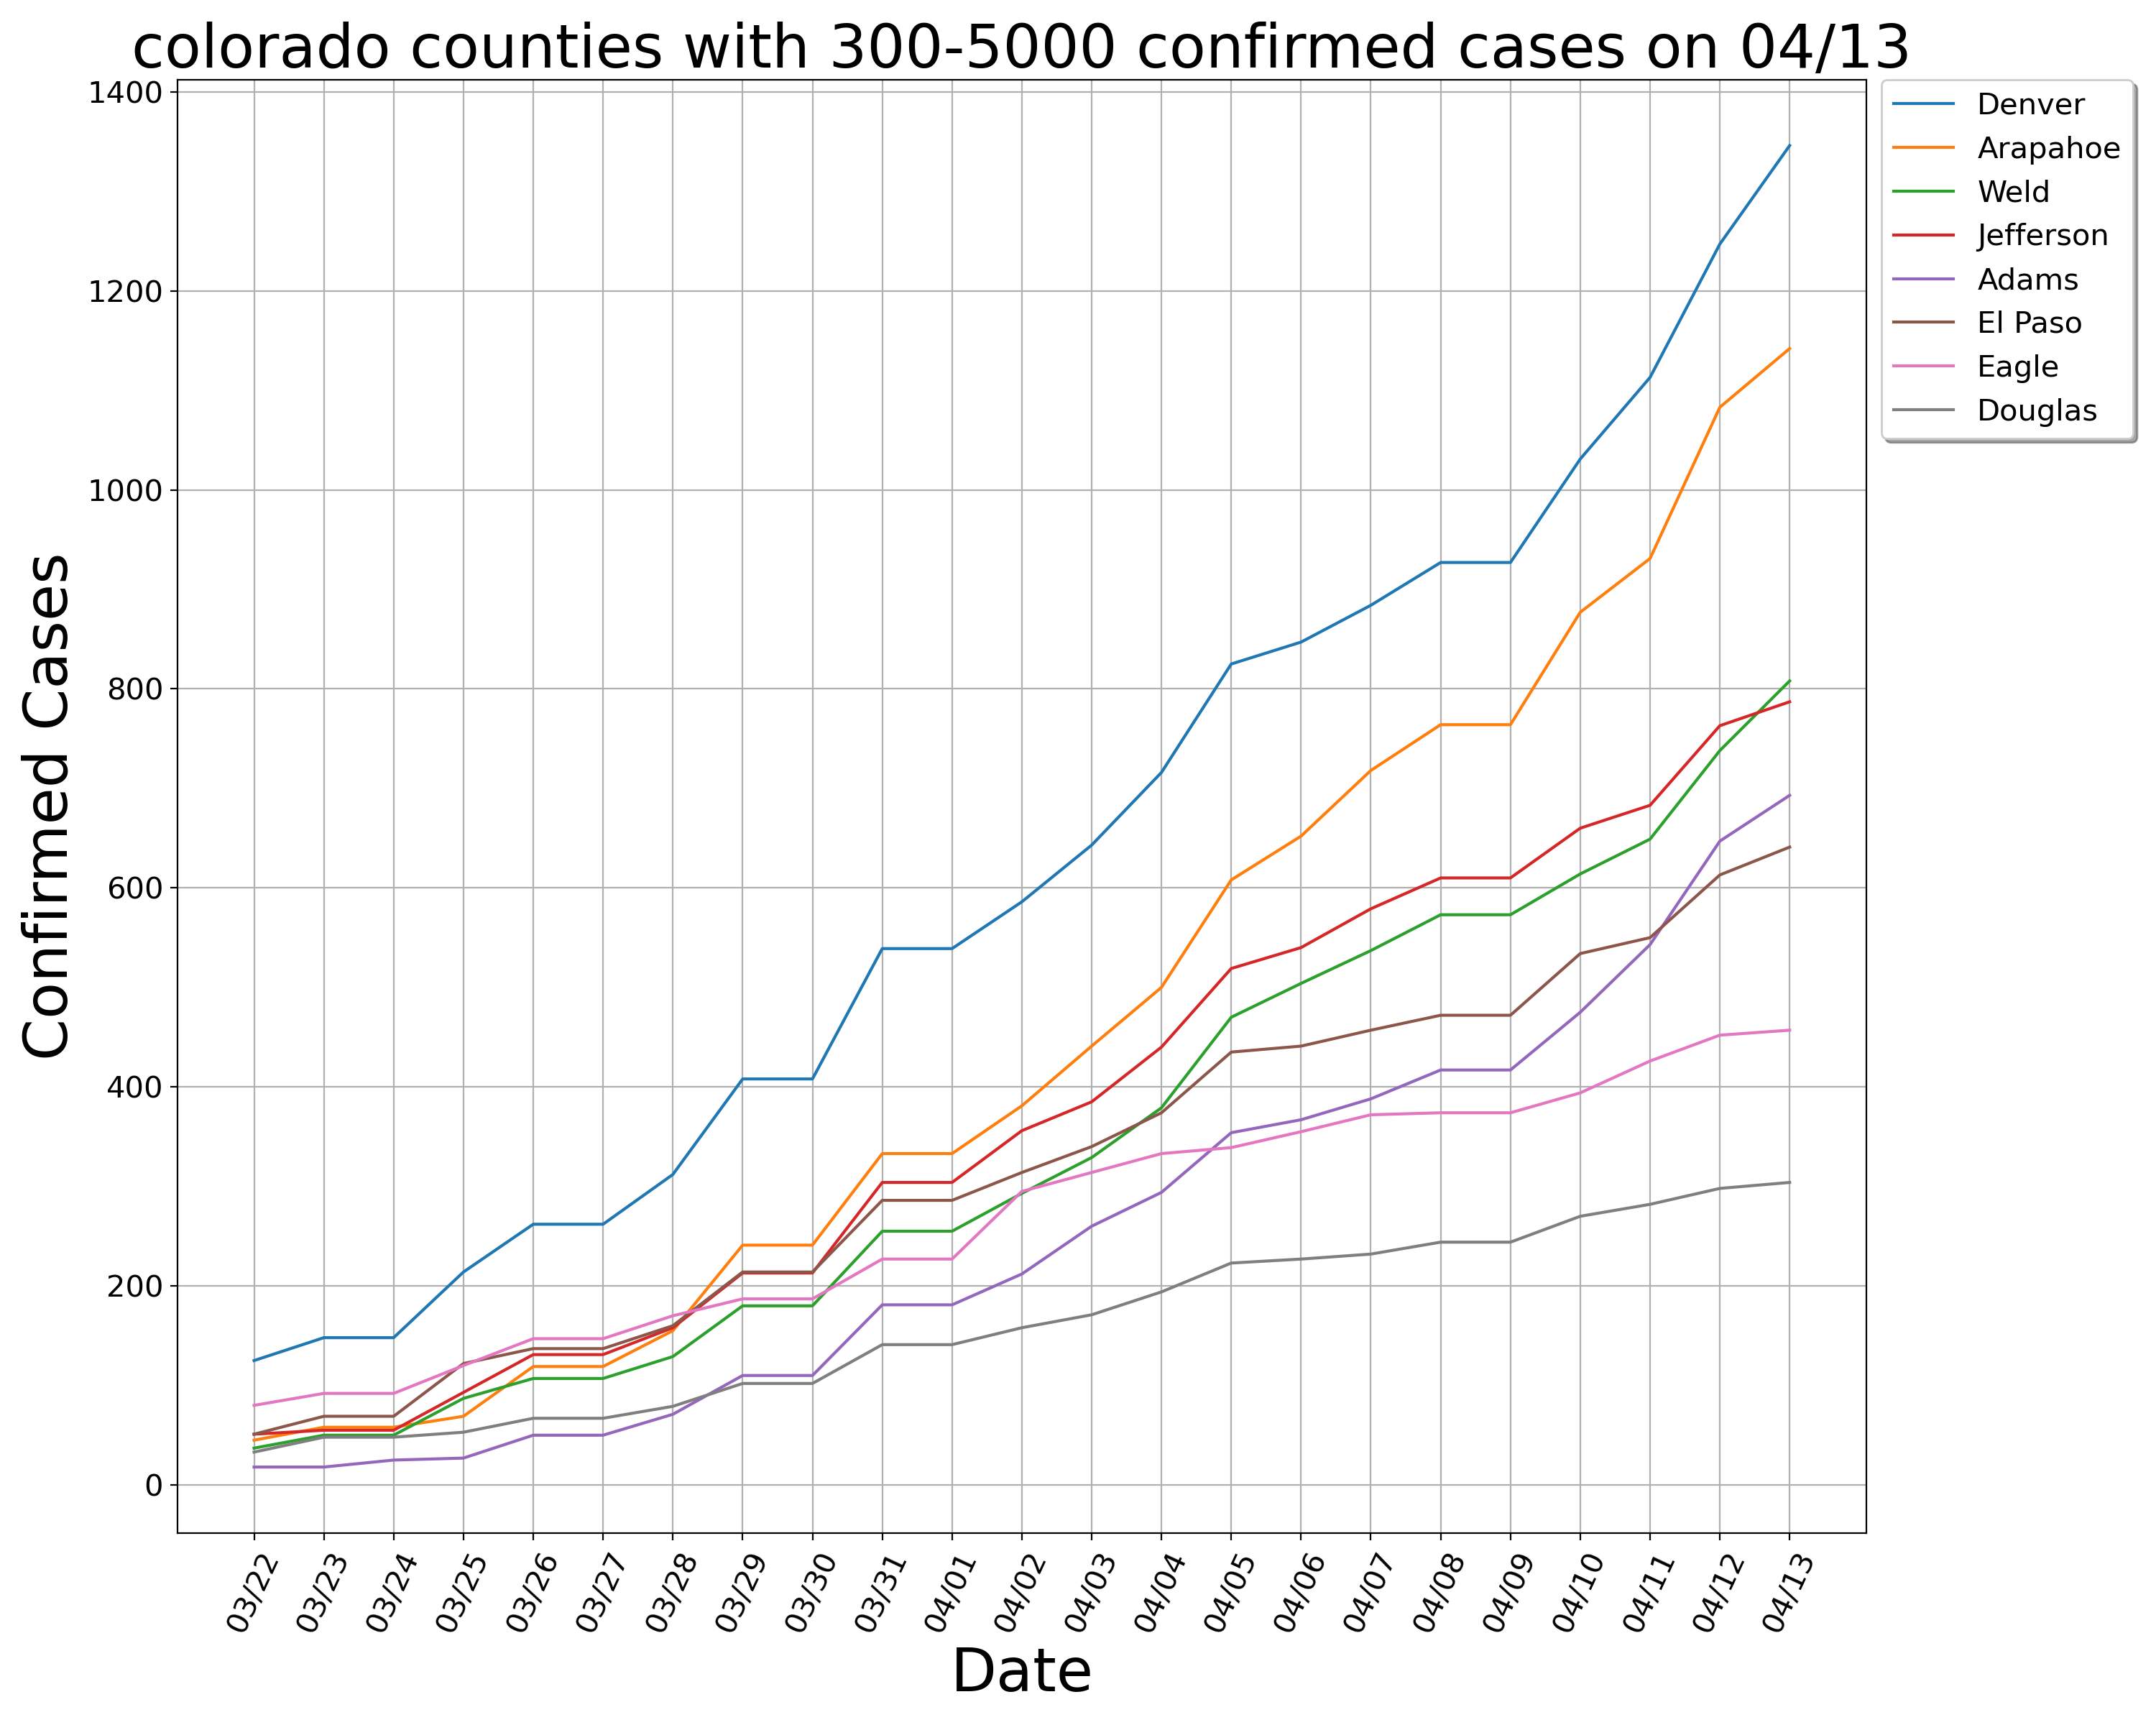 colorado counties with 300-5000 confirmed cases on 04/13
1400
1200
1000
800
600
400
200
0
Confirmed Cases
Denver
Arapahoe
Weld
Jefferson
Adams
El Paso
Eagle
Douglas
03/22
03/23
03/24
03/25
03/26
03/27
03/28
03/29
03/30
03/31
04/01
04/02
04/03
04/04
04/05
04/06
04/07
04/08
04/09
04/10
04/11
04/12
04/13
Date